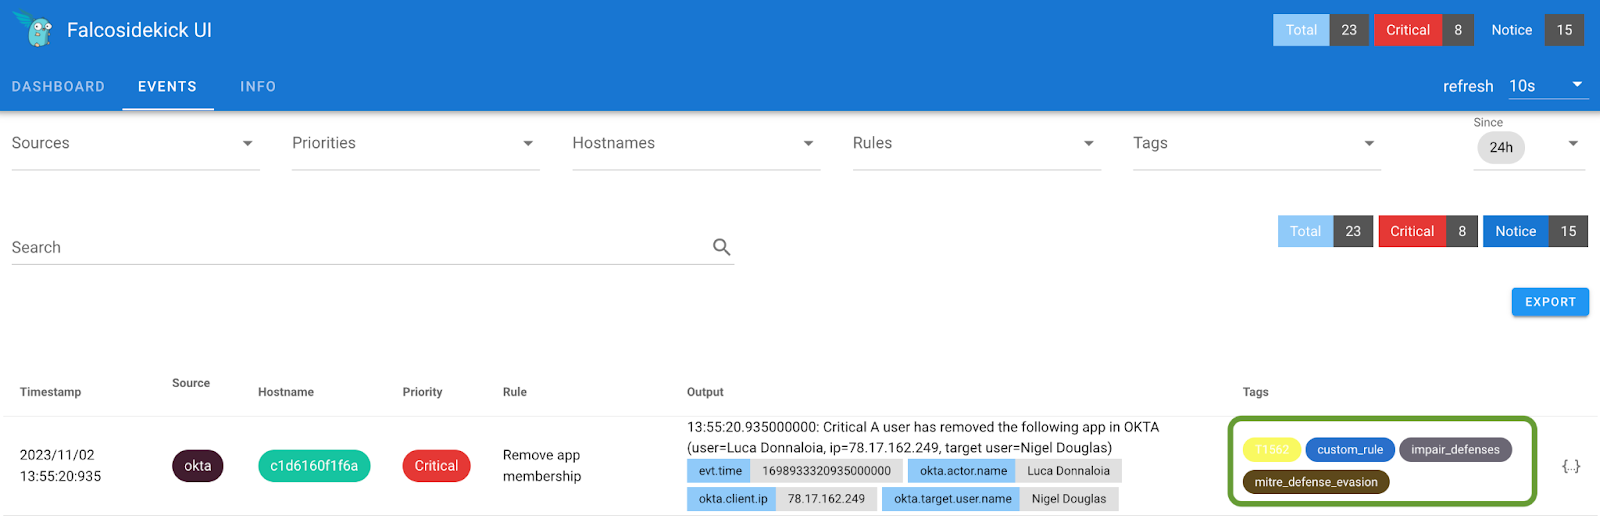 Falcosidekick UI
Total 23 Critical 8 Notice 15
DASHBOARD EVENTS INFO
refresh 10s
Since
Sources Priorities Hostnames Rules Tags 24h
Total 23 Critical 8 Notice 15
Search
EXPORT
Timestamp Source Hostname Priority Rule Output Tags
13:55:20.935000000: Critical A user has removed the following app in OKTA
(user=Luca Donnaloia, ip=78.17.162.249, target user=Nigel Douglas)
2023/11/02
13:55:20:935
okta
c1d6160f1f6a
Critical
Remove app
membership
evt.time 1698933320935000000 okta.actor.name Luca Donnaloia
okta.client.ip 78.17.162.249 okta.target.user.name Nigel Douglas
T1562 custom_rule impair_defenses
mitre_defense_evasion
{...}